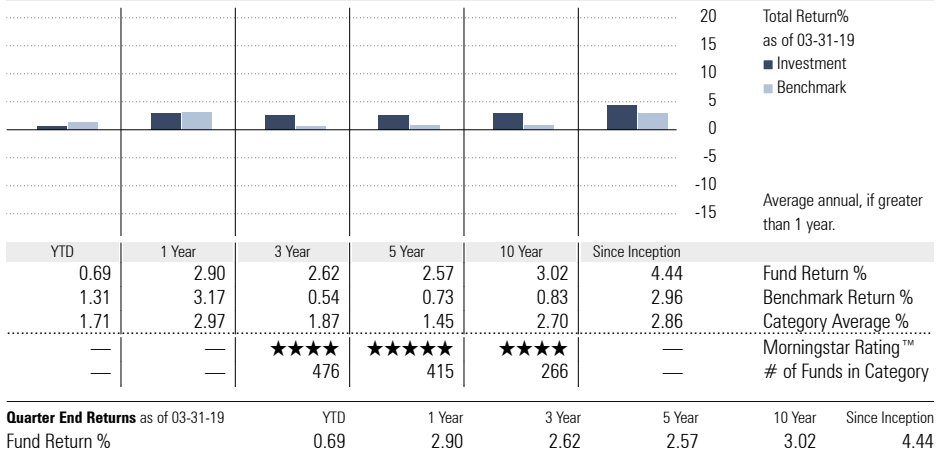 20 Total Return%
15 as of 03-31-19
10 ■ Investment
5 ■ Benchmark
0
-5
-10 Average annual, if greater
-15 than 1 year.
YTD 1 Year 3 Year 5 Year 10 Year Since Inception
0.69 2.90 2.62 2.57 3.02 4.44 Fund Return %
1.31 3.17 0.54 0.73 0.83 2.96 Benchmark Return %
1.71 2.97 1.87 1.45 2.70 2.86 Category Average %
— — ★★★★ ★★★★★ ★★★★ — Morningstar Rating™
— — 476 415 266 — # of Funds in Category
Quarter End Returns as of 03-31-19 YTD 1 Year 3 Year 5 Year 10 Year Since Inception
Fund Return % 0.69 2.90 2.62 2.57 3.02 4.44